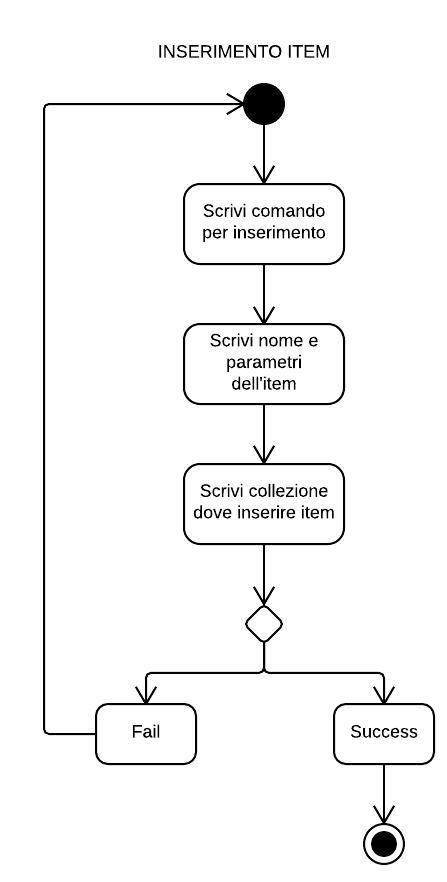 INSERIMENTO ITEM
Scrivi comando
per inserimento
Scrivi nome e
parametri
dell'item
Scrivi collezione
dove inserire item
Fail
Success